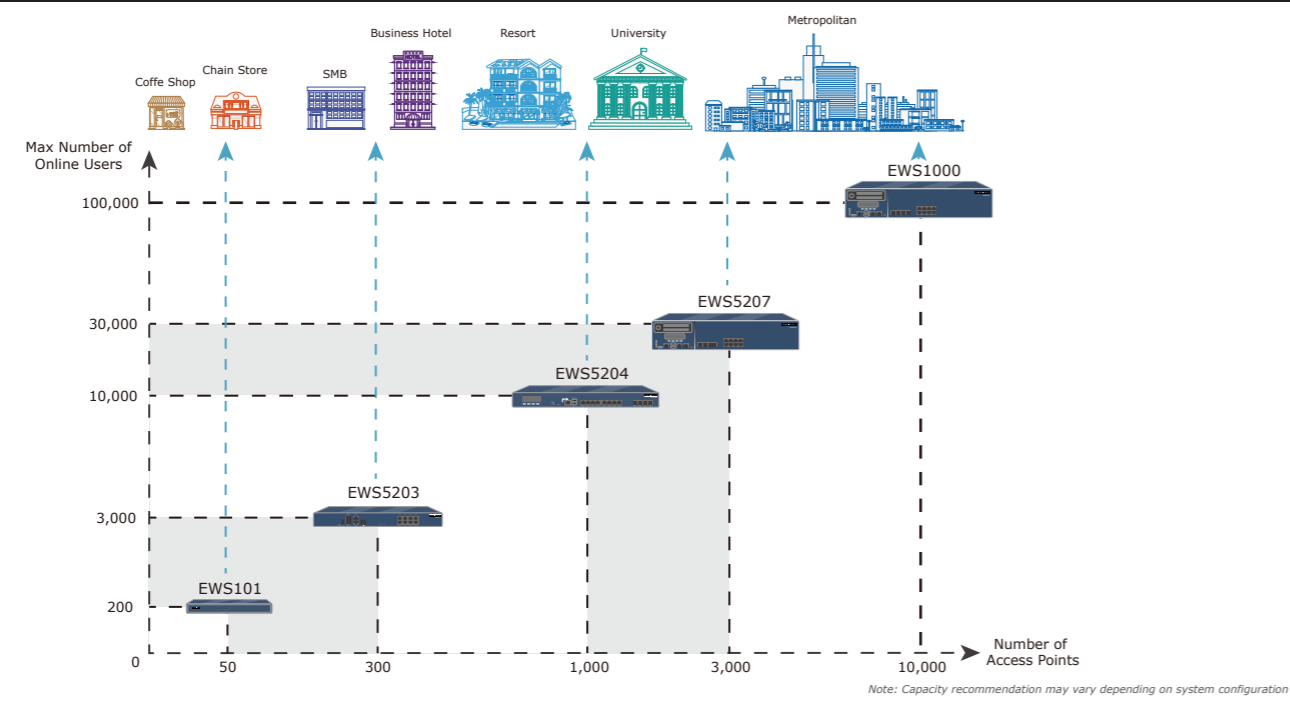 Metropolitan
Business Hotel
Resort
University
Coffe Shop
Chain Store
SMB
HOTEL
Max Number of
Online Users
EWS1000
100,000
EWS5207
30,000
EWS5204
10,000
EWS5203
3,000
EWS101
200
0
50
300
1,000
3,000
10,000
Number of
Access Points
Note: Capacity recommendation may vary depending on system configuration